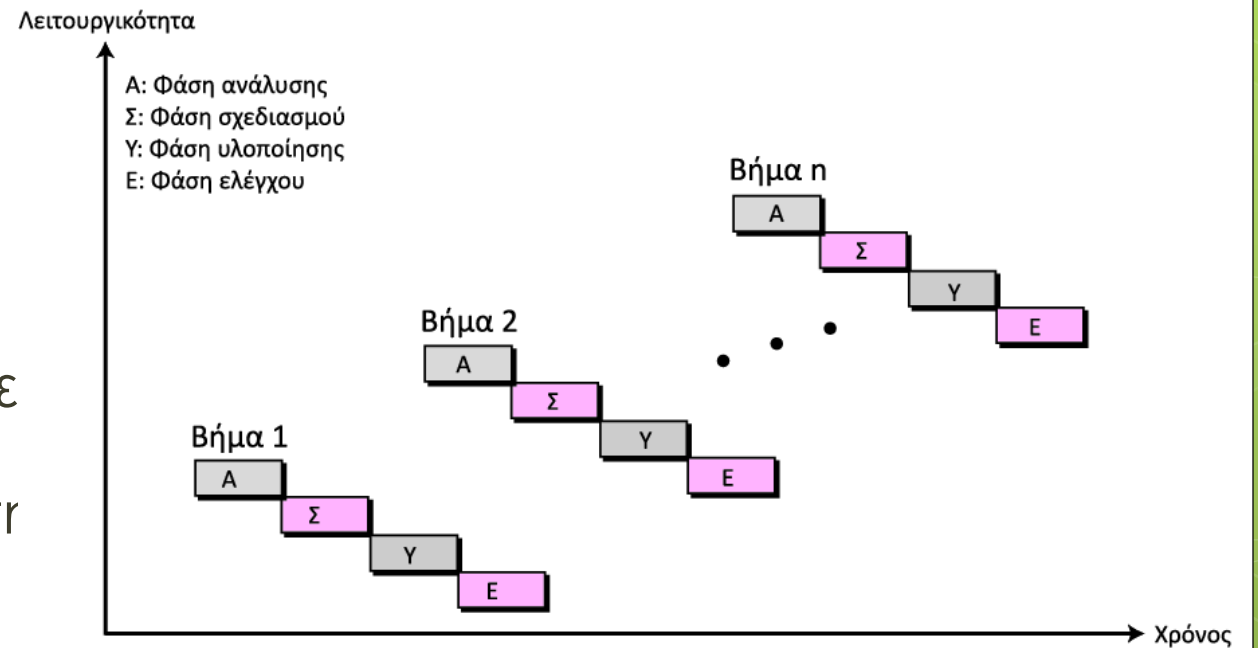 Λειτουργικότητα
Α: Φάση ανάλυσης
Σ: Φάση σχεδιασμού
Υ: Φάση υλοποίησης
Ε: Φάση ελέγχου
Βήμα n
Α
Σ
Υ
Ε
Βήμα 2
Α
Σ
Υ
Ε
Βήμα 1
Α
Σ
Υ
Ε
Χρόνος